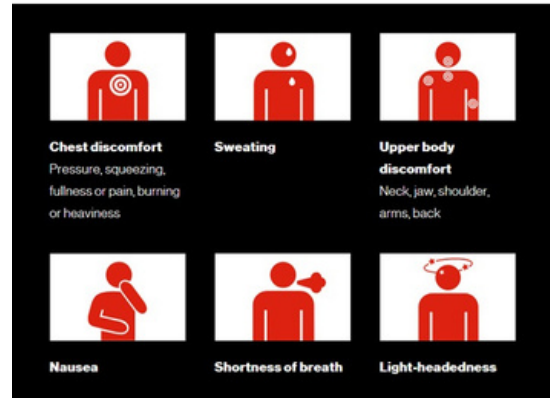 Chest discomfort
Pressure, squeezing,
fullness or pain, burning
or heaviness
Sweating
Upper body
discomfort
Neck, jaw, shoulder,
arms, back
Nausea
Shortness of breath
Light-headedness